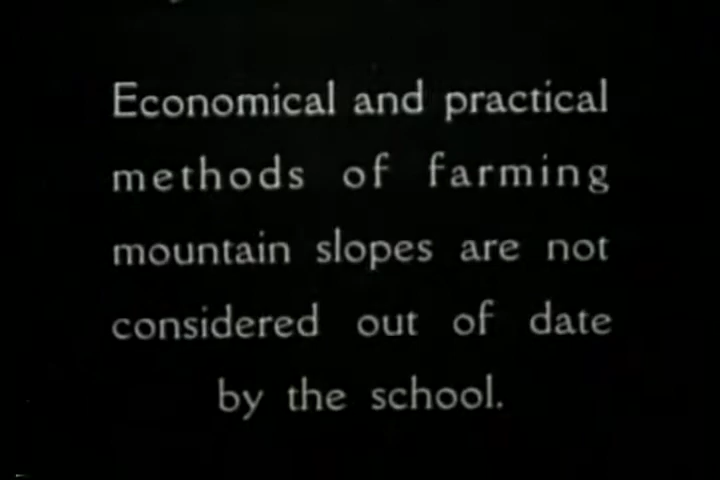 Economical and practical
methods of farming
mountain slopes are not
considered out of date
by the school.